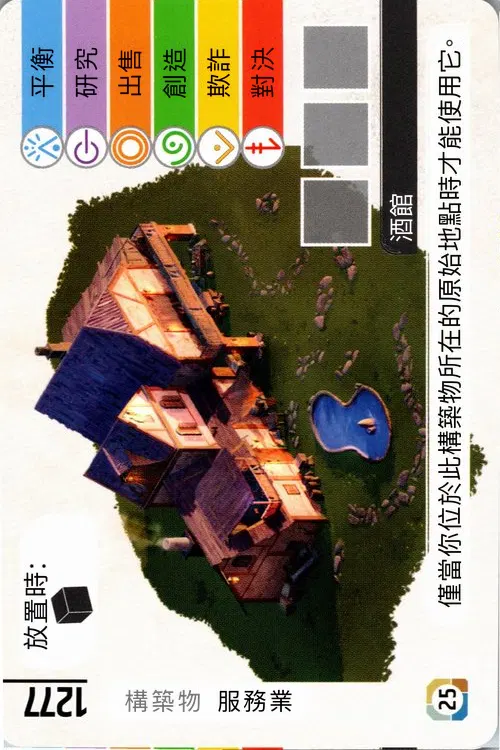 1277
放置時：
平衡
研究
出售
創造
欺詐
對決
構築物 服務業
酒館
僅當你位於此構築物所在的原始地點時才能使用它。
25